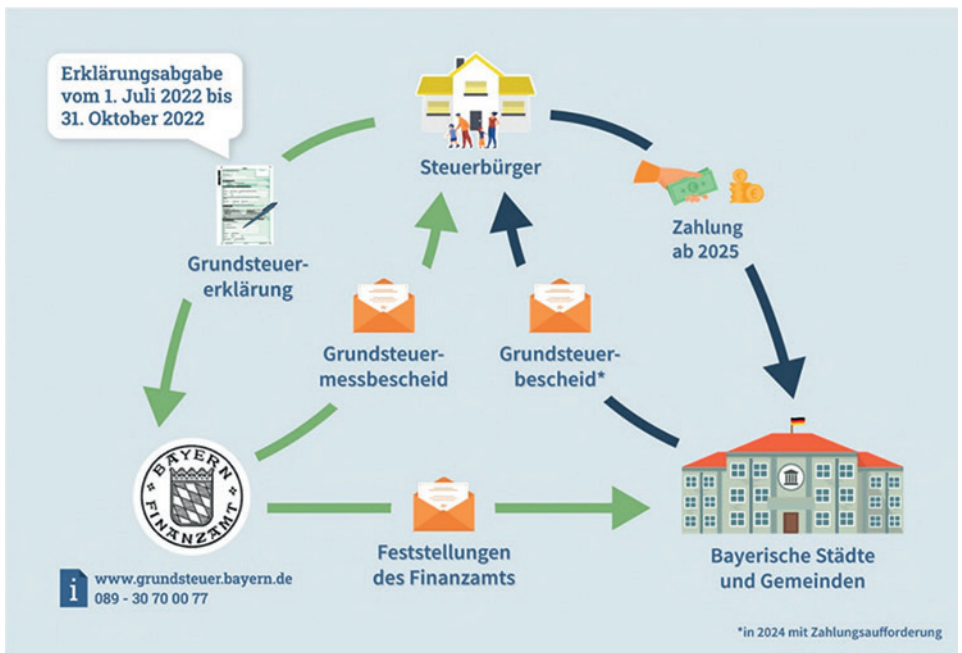 Erklärungsabgabe
vom 1. Juli 2022 bis
31. Oktober 2022
Steuerbürger
Grundsteuer-
erklärung
Zahlung
ab 2025
Grundsteuer-
messbescheid
Grundsteuer-
bescheid*
BAYERN
FINANZAMT
Feststellungen
des Finanzamts
Bayerische Städte
und Gemeinden
i
www.grundsteuer.bayern.de
089 - 30 70 00 77
*in 2024 mit Zahlungsaufforderung